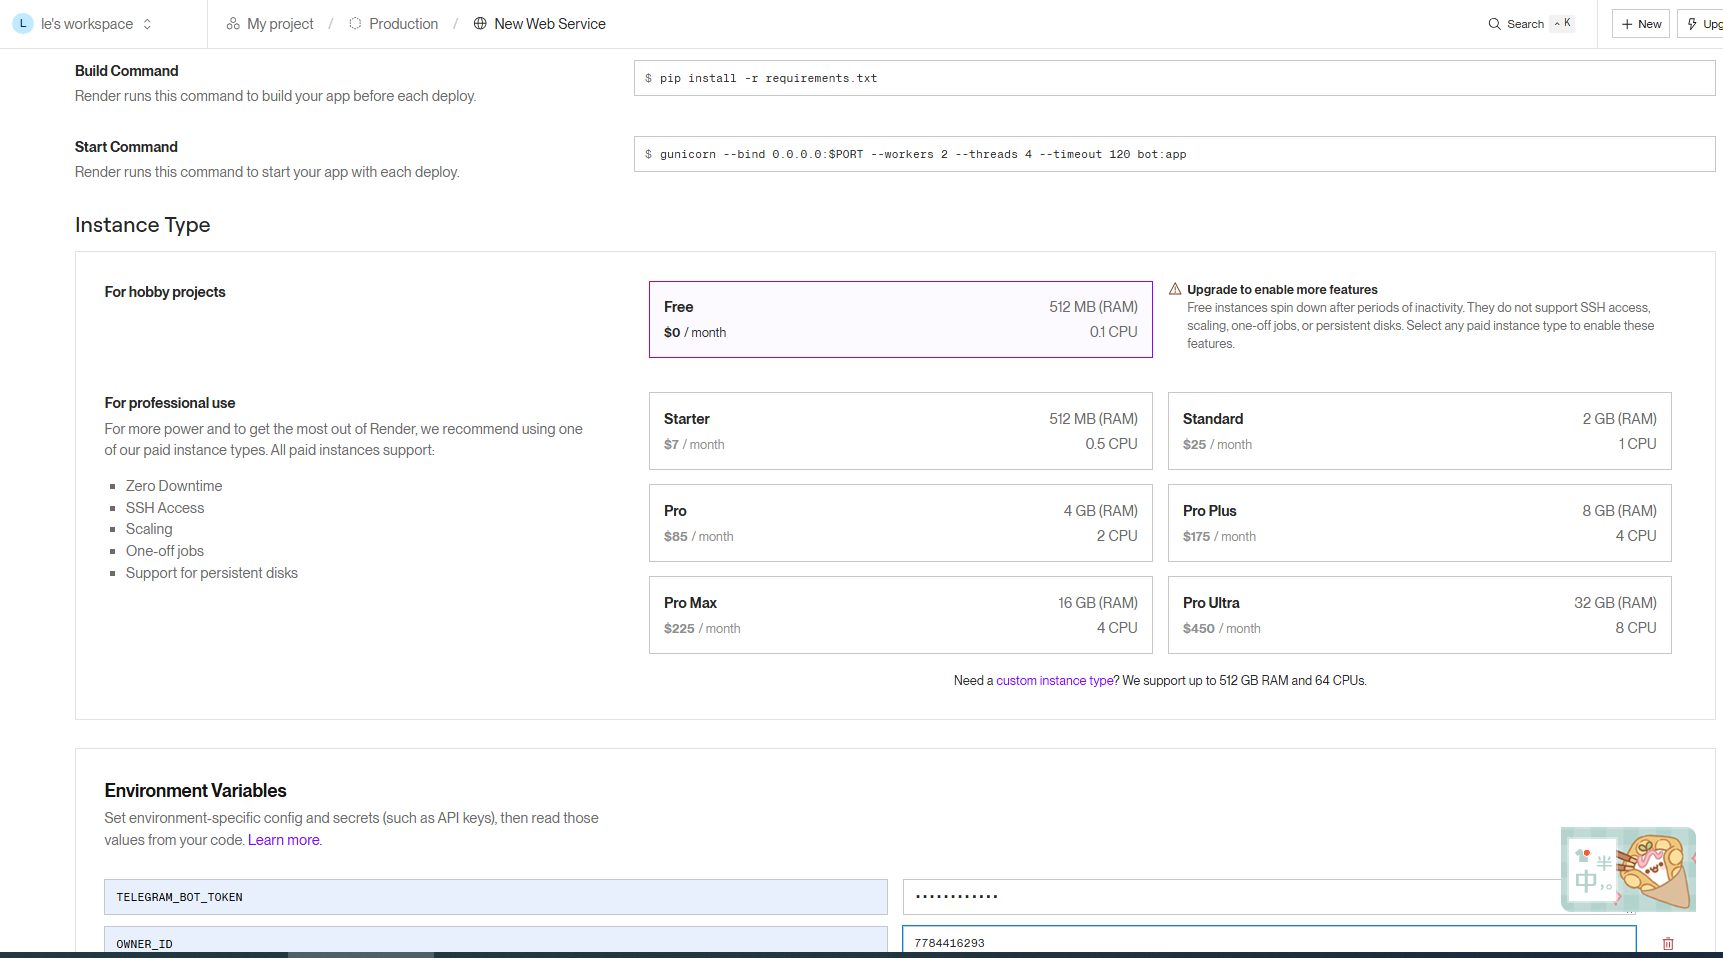 L le's workspace My project / Production / New Web Service Search ^ K + New Upg
Build Command
Render runs this command to build your app before each deploy.
$ pip install -r requirements.txt
Start Command
Render runs this command to start your app with each deploy.
$ gunicorn --bind 0.0.0.0:$PORT --workers 2 --threads 4 --timeout 120 bot:app
Instance Type
For hobby projects
Free 512 MB (RAM)
$0 / month 0.1 CPU
Upgrade to enable more features
Free instances spin down after periods of inactivity. They do not support SSH access,
scaling, one-off jobs, or persistent disks. Select any paid instance type to enable these
features.
For professional use
For more power and to get the most out of Render, we recommend using one
of our paid instance types. All paid instances support:
Zero Downtime
SSH Access
Scaling
One-off jobs
Support for persistent disks
Starter 512 MB (RAM)
$7 / month 0.5 CPU
Standard 2 GB (RAM)
$25 / month 1 CPU
Pro 4 GB (RAM)
$85 / month 2 CPU
Pro Plus 8 GB (RAM)
$175 / month 4 CPU
Pro Max 16 GB (RAM)
$225 / month 4 CPU
Pro Ultra 32 GB (RAM)
$450 / month 8 CPU
Need a custom instance type? We support up to 512 GB RAM and 64 CPUs.
Environment Variables
Set environment-specific config and secrets (such as API keys), then read those
values from your code. Learn more.
TELEGRAM_BOT_TOKEN ••••••••••••
OWNER_ID 7784416293
半
中 ,。